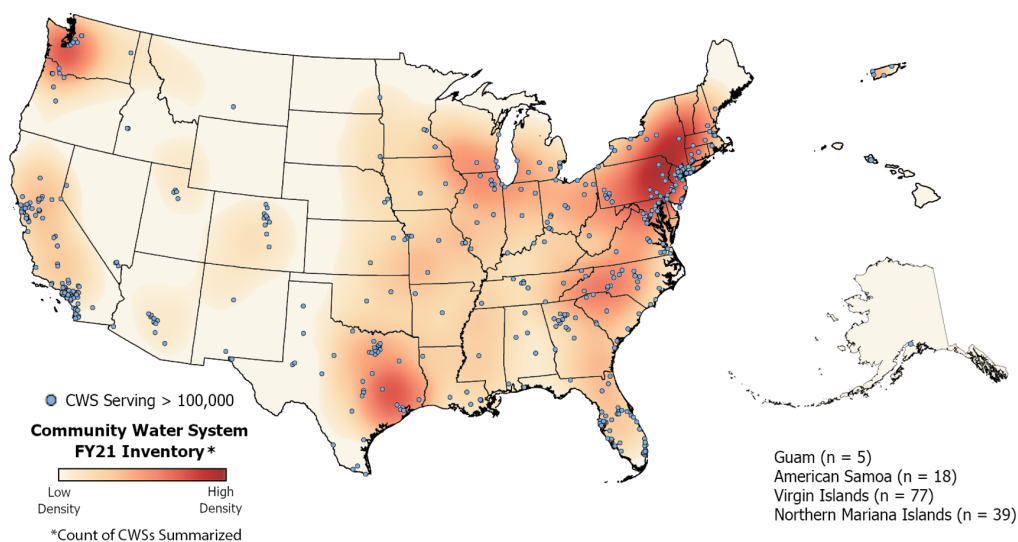 CWS Serving > 100,000
Community Water System
FY21 Inventory*
Low
Density
High
Density
*Count of CWSs Summarized
Guam (n = 5)
American Samoa (n = 18)
Virgin Islands (n = 77)
Northern Mariana Islands (n = 39)